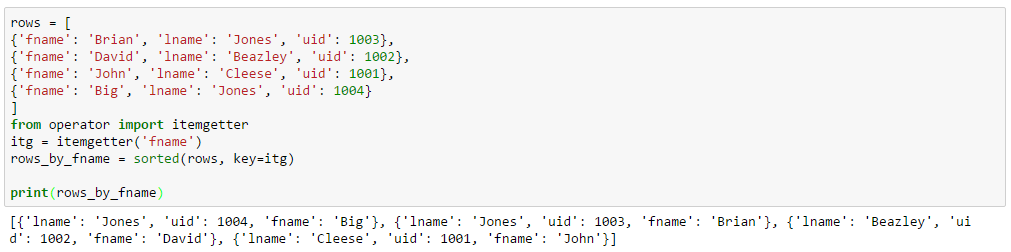 rows = [
{'fname': 'Brian', 'lname': 'Jones', 'uid': 1003},
{'fname': 'David', 'lname': 'Beazley', 'uid': 1002},
{'fname': 'John', 'lname': 'Cleese', 'uid': 1001},
{'fname': 'Big', 'lname': 'Jones', 'uid': 1004}
]
from operator import itemgetter
itg = itemgetter('fname')
rows_by_fname = sorted(rows, key=itg)
print(rows_by_fname)
[{'lname': 'Jones', 'uid': 1004, 'fname': 'Big'}, {'lname': 'Jones', 'uid': 1003, 'fname': 'Brian'}, {'lname': 'Beazley', 'ui
d': 1002, 'fname': 'David'}, {'lname': 'Cleese', 'uid': 1001, 'fname': 'John'}]